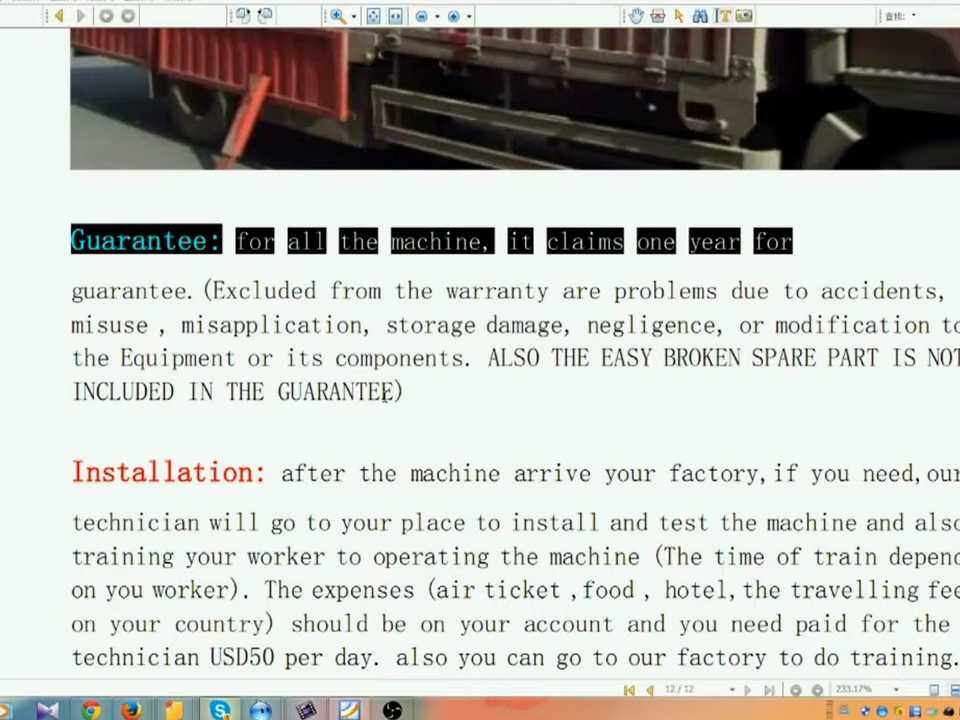 查找:
Guarantee: for all the machine, it claims one year for
guarantee.(Excluded from the warranty are problems due to accidents,
misuse , misapplication, storage damage, negligence, or modification to
the Equipment or its components. ALSO THE EASY BROKEN SPARE PART IS NOT
INCLUDED IN THE GUARANTEE)
Installation: after the machine arrive your factory,if you need,our
technician will go to your place to install and test the machine and also
training your worker to operating the machine (The time of train depend
on you worker). The expenses (air ticket ,food , hotel,the travelling fee
on your country) should be on your account and you need paid for the
technician USD50 per day. also you can go to our factory to do training.
12 / 12
233.17%